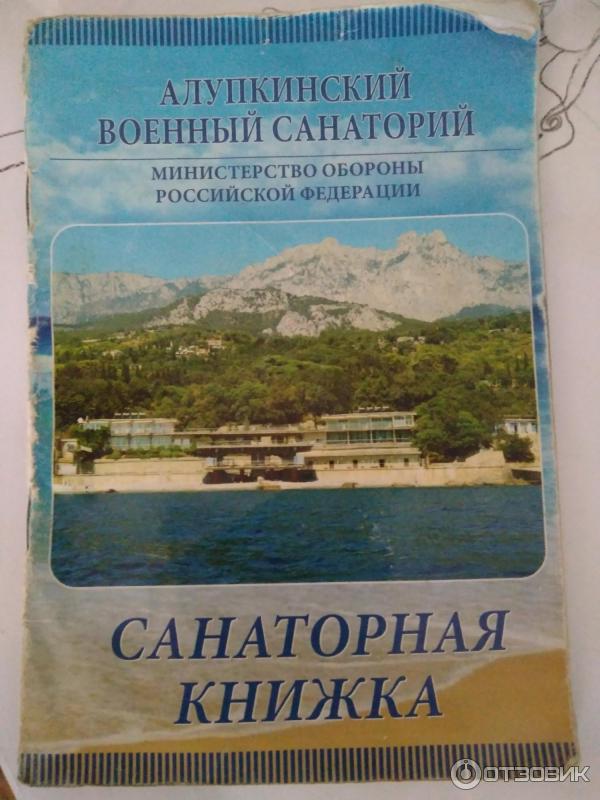 АЛУПКИНСКИЙ
ВОЕННЫЙ САНАТОРИЙ
МИНИСТЕРСТВО ОБОРОНЫ
РОССИЙСКОЙ ФЕДЕРАЦИИ
САНАТОРНАЯ
КНИЖКА
ОТЗОВИК